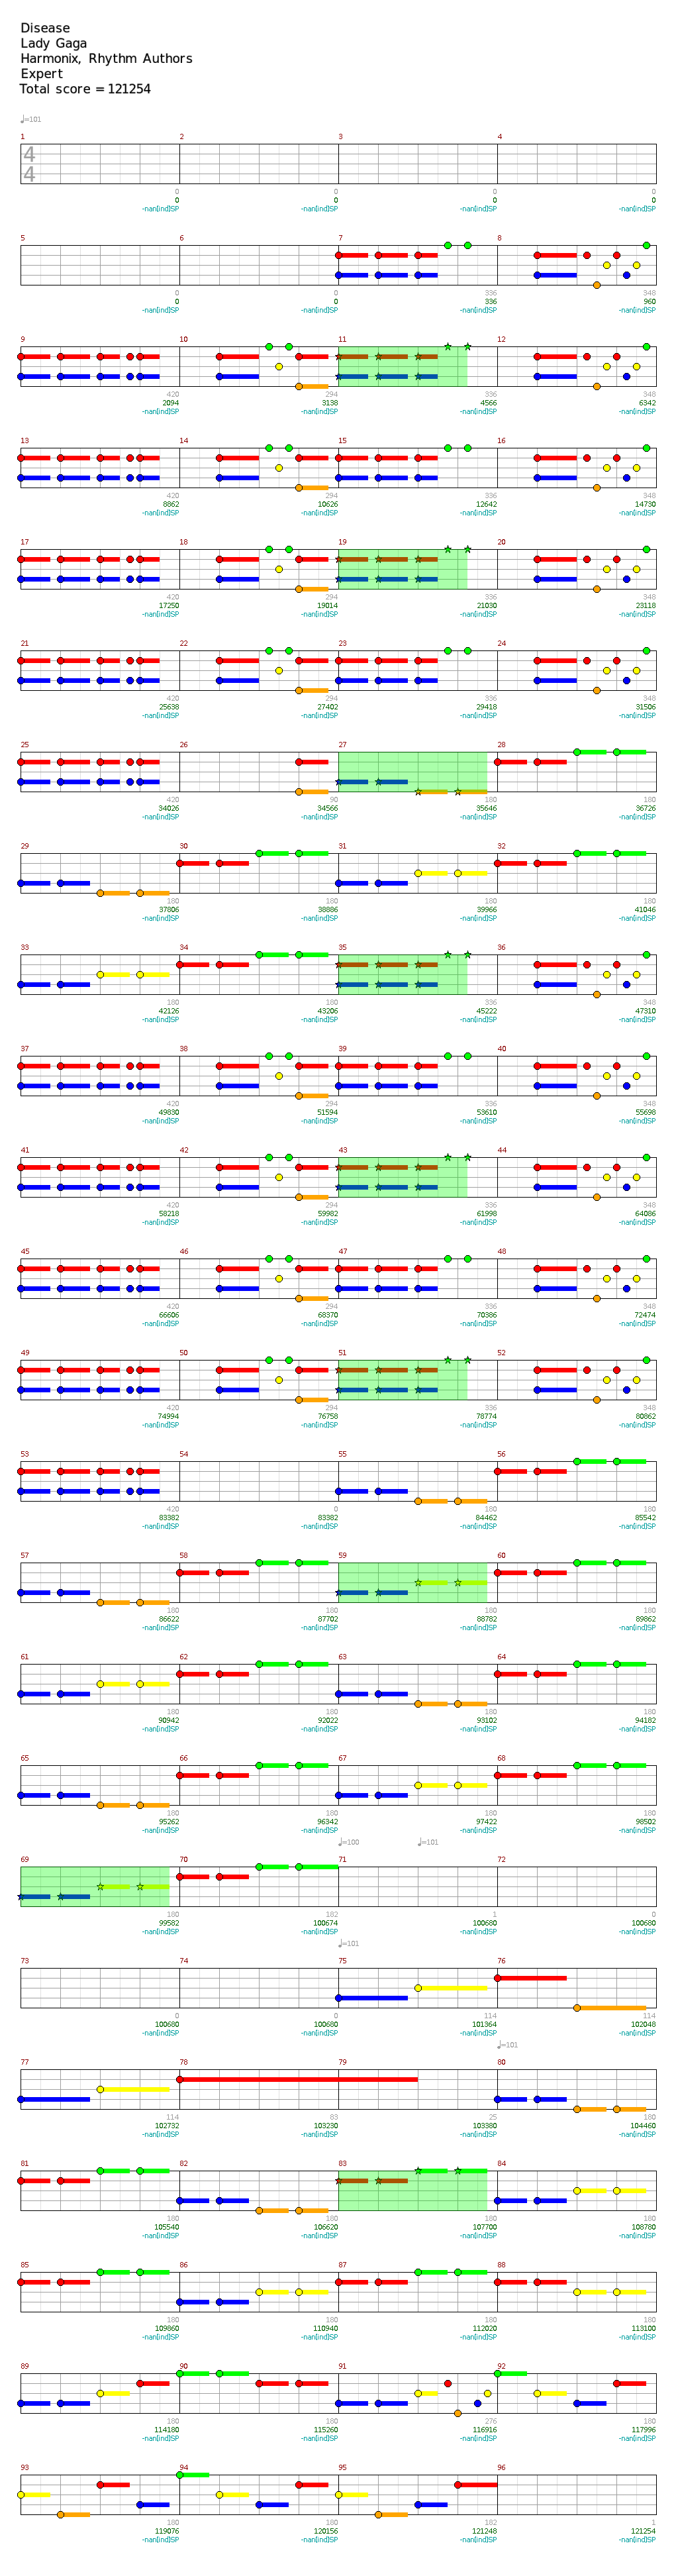 Disease
Lady Gaga
Harmonix, Rhythm Authors
Expert
Total score = 121254
♩=101
1 2 3 4
4
4
0 0 0 0
0 0 0 0
-nan(ind)SP -nan(ind)SP -nan(ind)SP -nan(ind)SP
5 6 7 8
0 0 336 348
0 0 336 960
-nan(ind)SP -nan(ind)SP -nan(ind)SP -nan(ind)SP
9 10 11 12
420 294 336 348
2094 3138 4566 6342
-nan(ind)SP -nan(ind)SP -nan(ind)SP -nan(ind)SP
13 14 15 16
420 294 336 348
8862 10626 12642 14730
-nan(ind)SP -nan(ind)SP -nan(ind)SP -nan(ind)SP
17 18 19 20
420 294 336 348
17250 19014 21030 23118
-nan(ind)SP -nan(ind)SP -nan(ind)SP -nan(ind)SP
21 22 23 24
420 294 336 348
25638 27402 29418 31506
-nan(ind)SP -nan(ind)SP -nan(ind)SP -nan(ind)SP
25 26 27 28
420 90 180 180
34026 34566 35646 36726
-nan(ind)SP -nan(ind)SP -nan(ind)SP -nan(ind)SP
29 30 31 32
180 180 180 180
37806 38886 39966 41046
-nan(ind)SP -nan(ind)SP -nan(ind)SP -nan(ind)SP
33 34 35 36
180 180 336 348
42126 43206 45222 47310
-nan(ind)SP -nan(ind)SP -nan(ind)SP -nan(ind)SP
37 38 39 40
420 294 336 348
49830 51594 53610 55698
-nan(ind)SP -nan(ind)SP -nan(ind)SP -nan(ind)SP
41 42 43 44
420 294 336 348
58218 59982 61998 64086
-nan(ind)SP -nan(ind)SP -nan(ind)SP -nan(ind)SP
45 46 47 48
420 294 336 348
66606 68370 70386 72474
-nan(ind)SP -nan(ind)SP -nan(ind)SP -nan(ind)SP
49 50 51 52
420 294 336 348
74994 76758 78774 80862
-nan(ind)SP -nan(ind)SP -nan(ind)SP -nan(ind)SP
53 54 55 56
420 0 180 180
83382 83382 84462 85542
-nan(ind)SP -nan(ind)SP -nan(ind)SP -nan(ind)SP
57 58 59 60
180 180 180 180
86622 87702 88782 89862
-nan(ind)SP -nan(ind)SP -nan(ind)SP -nan(ind)SP
61 62 63 64
180 180 180 180
90942 92022 93102 94182
-nan(ind)SP -nan(ind)SP -nan(ind)SP -nan(ind)SP
65 66 67 68
180 180 180 180
95262 96342 97422 98502
-nan(ind)SP -nan(ind)SP -nan(ind)SP -nan(ind)SP
♩=100 ♩=101
69 70 71 72
180 182 1 0
99582 100674 100680 100680
-nan(ind)SP -nan(ind)SP -nan(ind)SP -nan(ind)SP
♩=101
73 74 75 76
0 0 114 114
100680 100680 101364 102048
-nan(ind)SP -nan(ind)SP -nan(ind)SP -nan(ind)SP
♩=101
77 78 79 80
114 83 25 180
102732 103230 103380 104460
-nan(ind)SP -nan(ind)SP -nan(ind)SP -nan(ind)SP
81 82 83 84
180 180 180 180
105540 106620 107700 108780
-nan(ind)SP -nan(ind)SP -nan(ind)SP -nan(ind)SP
85 86 87 88
180 180 180 180
109860 110940 112020 113100
-nan(ind)SP -nan(ind)SP -nan(ind)SP -nan(ind)SP
89 90 91 92
180 180 276 180
114180 115260 116916 117996
-nan(ind)SP -nan(ind)SP -nan(ind)SP -nan(ind)SP
93 94 95 96
180 180 182 1
119076 120156 121248 121254
-nan(ind)SP -nan(ind)SP -nan(ind)SP -nan(ind)SP